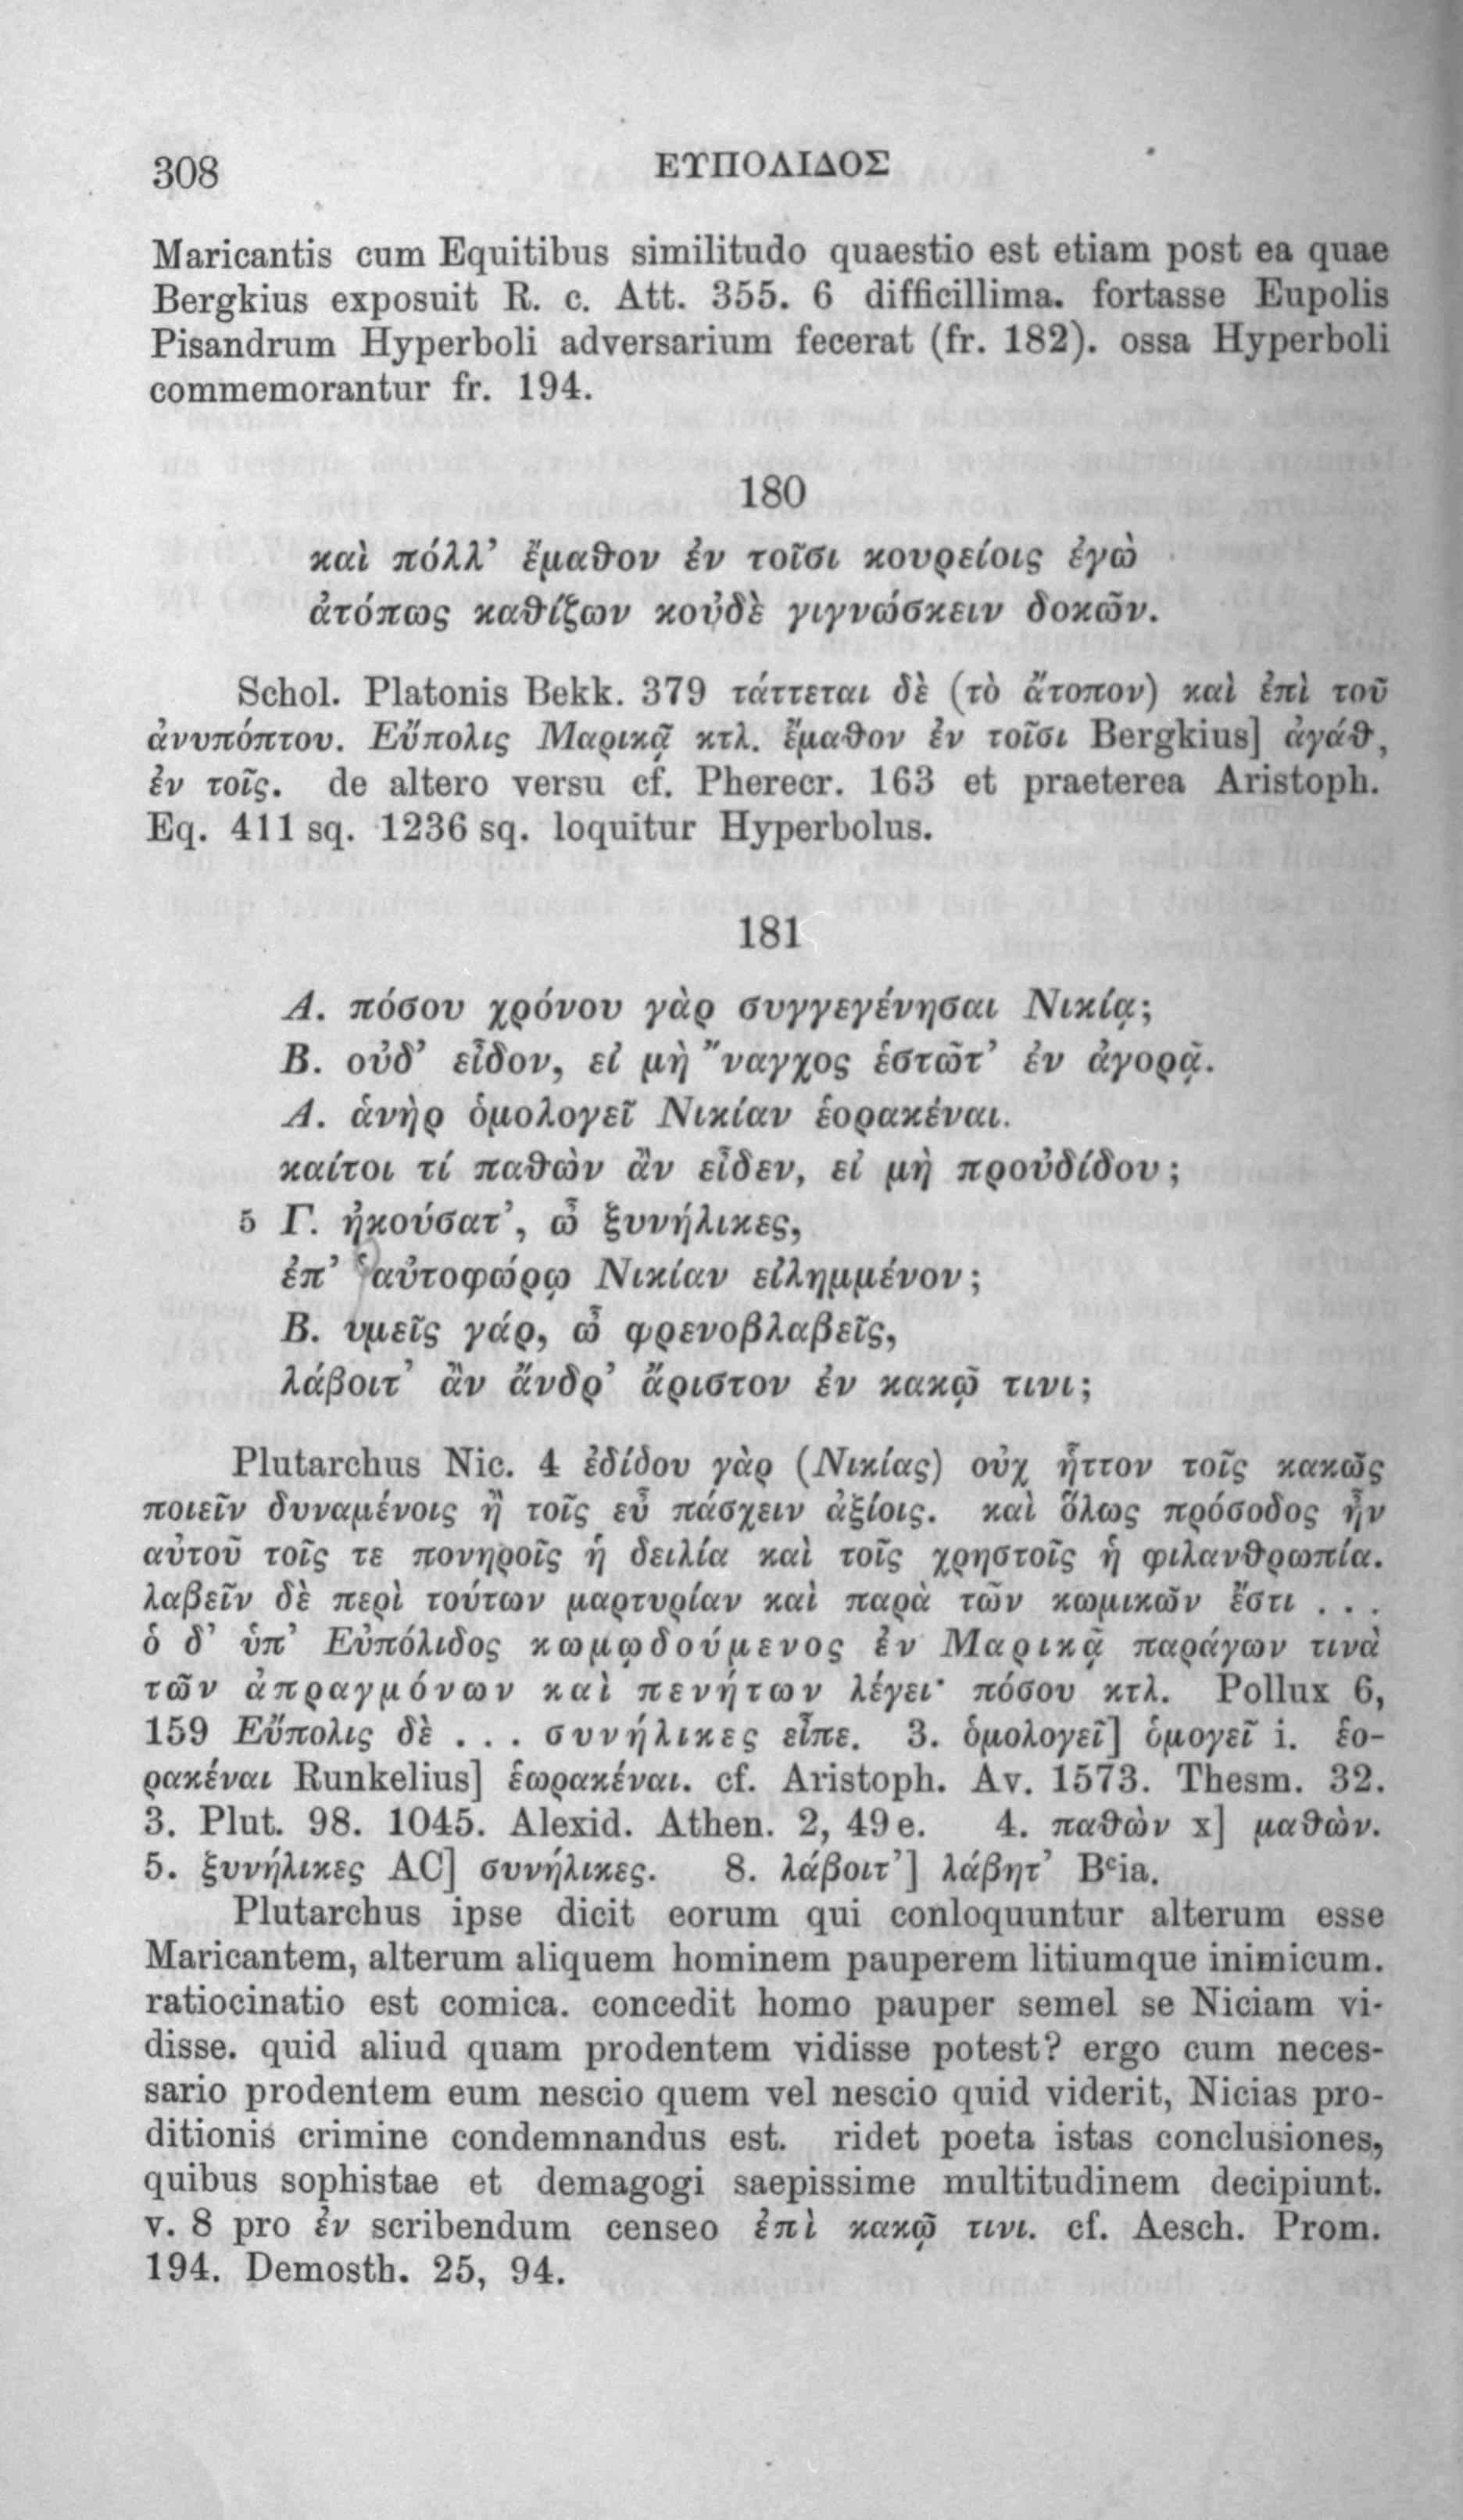 308
ΕΥΠΟΛΙΔΟΣ
Maricantis cum Equitibus similitudo quaestio est etiam post ea quae
Bergkius exposuit R. c. Att. 355. 6 difficillima. fortasse Eupolis
Pisandrum Hyperboli adversarium fecerat (fr. 182). ossa Hyperboli
commemorantur fr. 194.
180
καὶ πόλλ’ ἔμαθον ἐν τοῖσι κουρείοις ἐγὼ
ἀτόπως καθίζων κοὐδὲ γιγνώσκειν δοκῶν.
Schol. Platonis Bekk. 379 τάττεται δὲ (τὸ ἄτοπον) καὶ ἐπὶ τοῦ
ἀνυπόπτου. Εὔπολις Μαρικᾷ κτλ. ἔμαθον ἐν τοῖσι Bergkius] ἀγάθ,
ἐν τοῖς. de altero versu cf. Pherecr. 163 et praeterea Aristoph.
Eq. 411 sq. 1236 sq. loquitur Hyperbolus.
181
Α. πόσου χρόνου γὰρ συγγεγένησαι Νικίᾳ;
Β. οὐδ’ εἶδον, εἰ μὴ ῎ναγχος ἑστῶτ’ ἐν ἀγορᾷ.
Α. ἁνὴρ ὁμολογεῖ Νικίαν ἑορακέναι.
καίτοι τί παθὼν ἂν εἶδεν, εἰ μὴ προὐδίδου;
5 Γ. ἠκούσατ’, ὦ ξυνήλικες,
ἐπ’ αὐτοφώρῳ Νικίαν εἰλημμένον;
Β. υμεῖς γάρ, ὦ φρενοβλαβεῖς,
λάβοιτ’ ἂν ἄνδρ’ ἄριστον ἐν κακῷ τινι;
Plutarchus Nic. 4 ἐδίδου γὰρ (Νικίας) οὐχ ἧττον τοῖς κακῶς
ποιεῖν δυναμένοις ἢ τοῖς εὖ πάσχειν ἀξίοις. καὶ ὅλως πρόσοδος ἦν
αὐτοῦ τοῖς τε πονηροῖς ἡ δειλία καὶ τοῖς χρηστοῖς ἡ φιλανθρωπία.
λαβεῖν δὲ περὶ τούτων μαρτυρίαν καὶ παρὰ τῶν κωμικῶν ἔστι . . .
ὁ δ’ ὑπ’ Εὐπόλιδος κωμῳδούμενος ἐν Μαρικᾷ παράγων τινὰ
τῶν ἀπραγμόνων καὶ πενήτων λέγει· πόσου κτλ. Pollux 6,
159 Εὔπολις δὲ . . . συνήλικες εἶπε. 3. ὁμολογεῖ] ὁμογεῖ i. ἑο-
ρακέναι Runkelius] ἑωρακέναι. cf. Aristoph. Av. 1573. Thesm. 32.
3. Plut. 98. 1045. Alexid. Athen. 2, 49 e. 4. παθὼν x] μαθὼν.
5. ξυνήλικες AC] συνήλικες. 8. λάβοιτ’] λάβητ’ Bᶜia.
Plutarchus ipse dicit eorum qui conloquuntur alterum esse
Maricantem, alterum aliquem hominem pauperem litiumque inimicum.
ratiocinatio est comica. concedit homo pauper semel se Niciam vi-
disse. quid aliud quam prodentem vidisse potest? ergo cum neces-
sario prodentem eum nescio quem vel nescio quid viderit, Nicias pro-
ditionis crimine condemnandus est. ridet poeta istas conclusiones,
quibus sophistae et demagogi saepissime multitudinem decipiunt.
v. 8 pro ἐν scribendum censeo ἐπὶ κακῷ τινι. cf. Aesch. Prom.
194. Demosth. 25, 94.